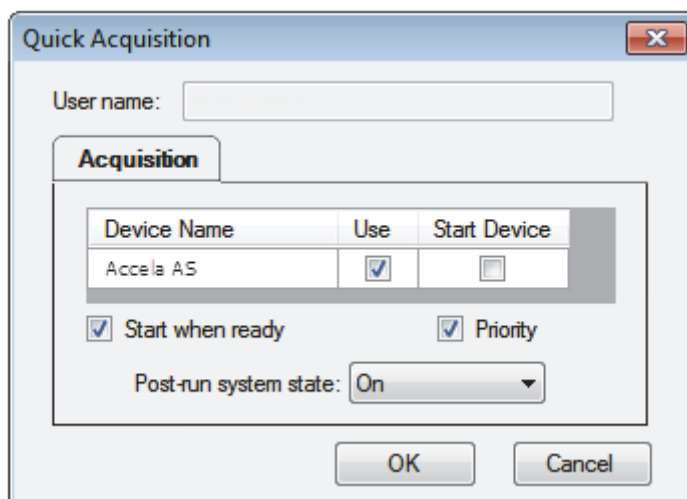 Quick Acquisition
User name:
Acquisition
Device Name Use Start Device
Accela AS
Start when ready Priority
Post-run system state: On
OK Cancel